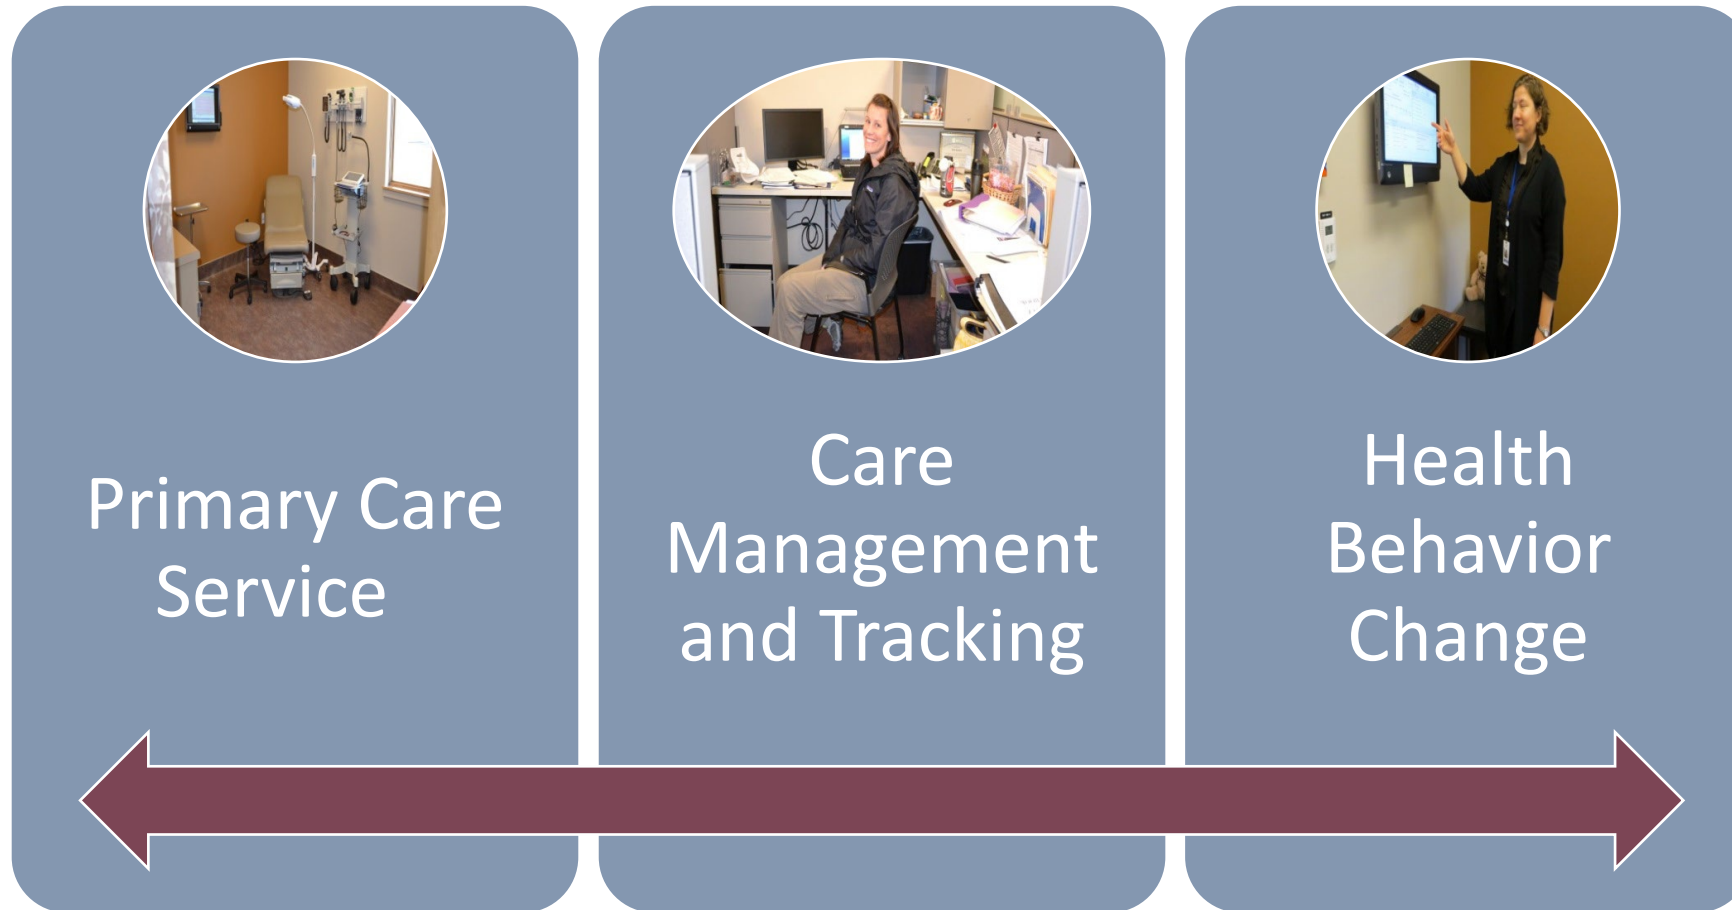 Primary Care
Service
Care
Management
and Tracking
Health
Behavior
Change